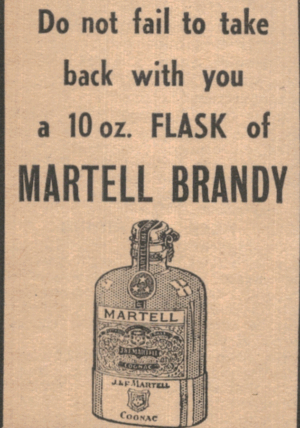 Do not fail to take
back with you
a 10 oz. FLASK of
MARTELL BRANDY
MARTELL
COGNAC
J.& F. MARTELL
COGNAC